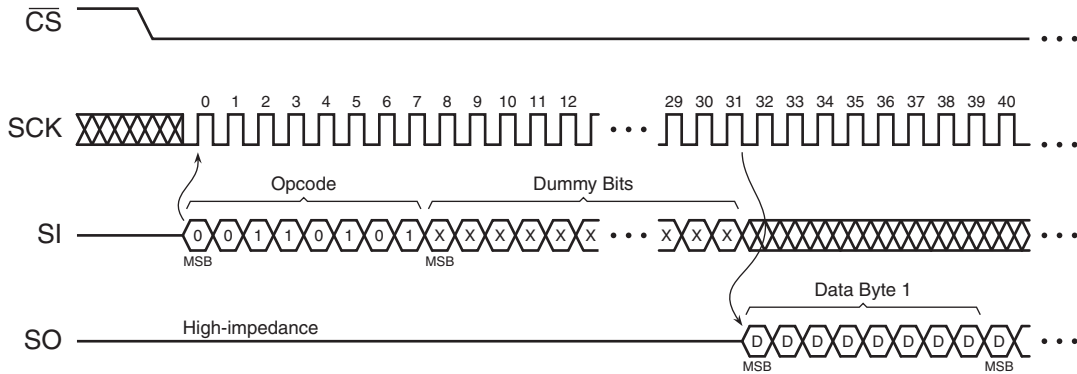 CS
0 1 2 3 4 5 6 7 8 9 10 11 12 29 30 31 32 33 34 35 36 37 38 39 40
SCK
Opcode Dummy Bits
SI 0 0 1 1 0 1 0 1 X X X X X X X X X
MSB MSB
Data Byte 1
High-impedance
SO D D D D D D D D D
MSB MSB